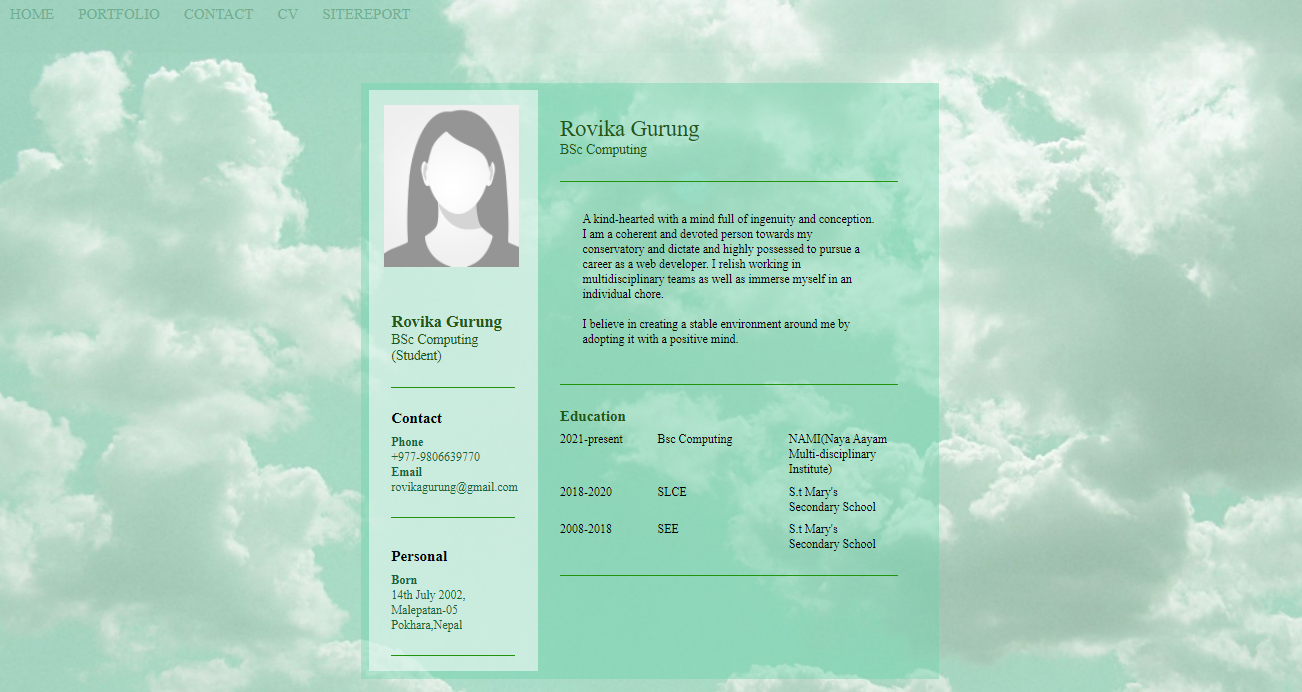 HOME PORTFOLIO CONTACT CV SITEREPORT
Rovika Gurung
BSc Computing
(Student)
Contact
Phone
+977-9806639770
Email
rovikagurung@gmail.com
Personal
Born
14th July 2002,
Malepatan-05
Pokhara,Nepal
Rovika Gurung
BSc Computing
A kind-hearted with a mind full of ingenuity and conception.
I am a coherent and devoted person towards my
conservatory and dictate and highly possessed to pursue a
career as a web developer. I relish working in
multidisciplinary teams as well as immerse myself in an
individual chore.
I believe in creating a stable environment around me by
adopting it with a positive mind.
Education
2021-present Bsc Computing NAMI(Naya Aayam
Multi-disciplinary
Institute)
2018-2020 SLCE S.t Mary's
Secondary School
2008-2018 SEE S.t Mary's
Secondary School